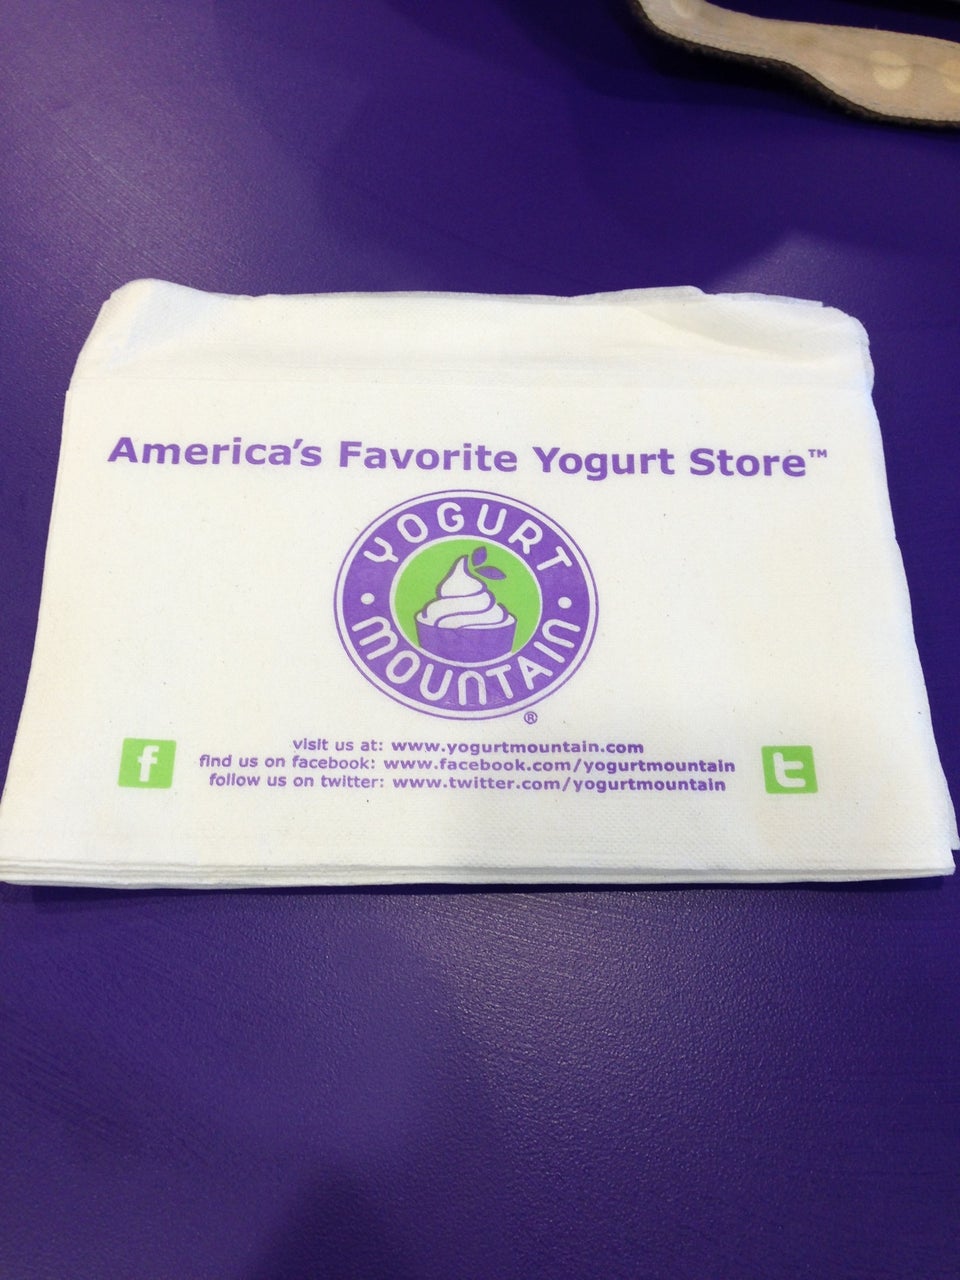 America's Favorite Yogurt Store™
YOGURT
MOUNTAIN
®
visit us at: www.yogurtmountain.com
find us on facebook: www.facebook.com/yogurtmountain
follow us on twitter: www.twitter.com/yogurtmountain
f
t